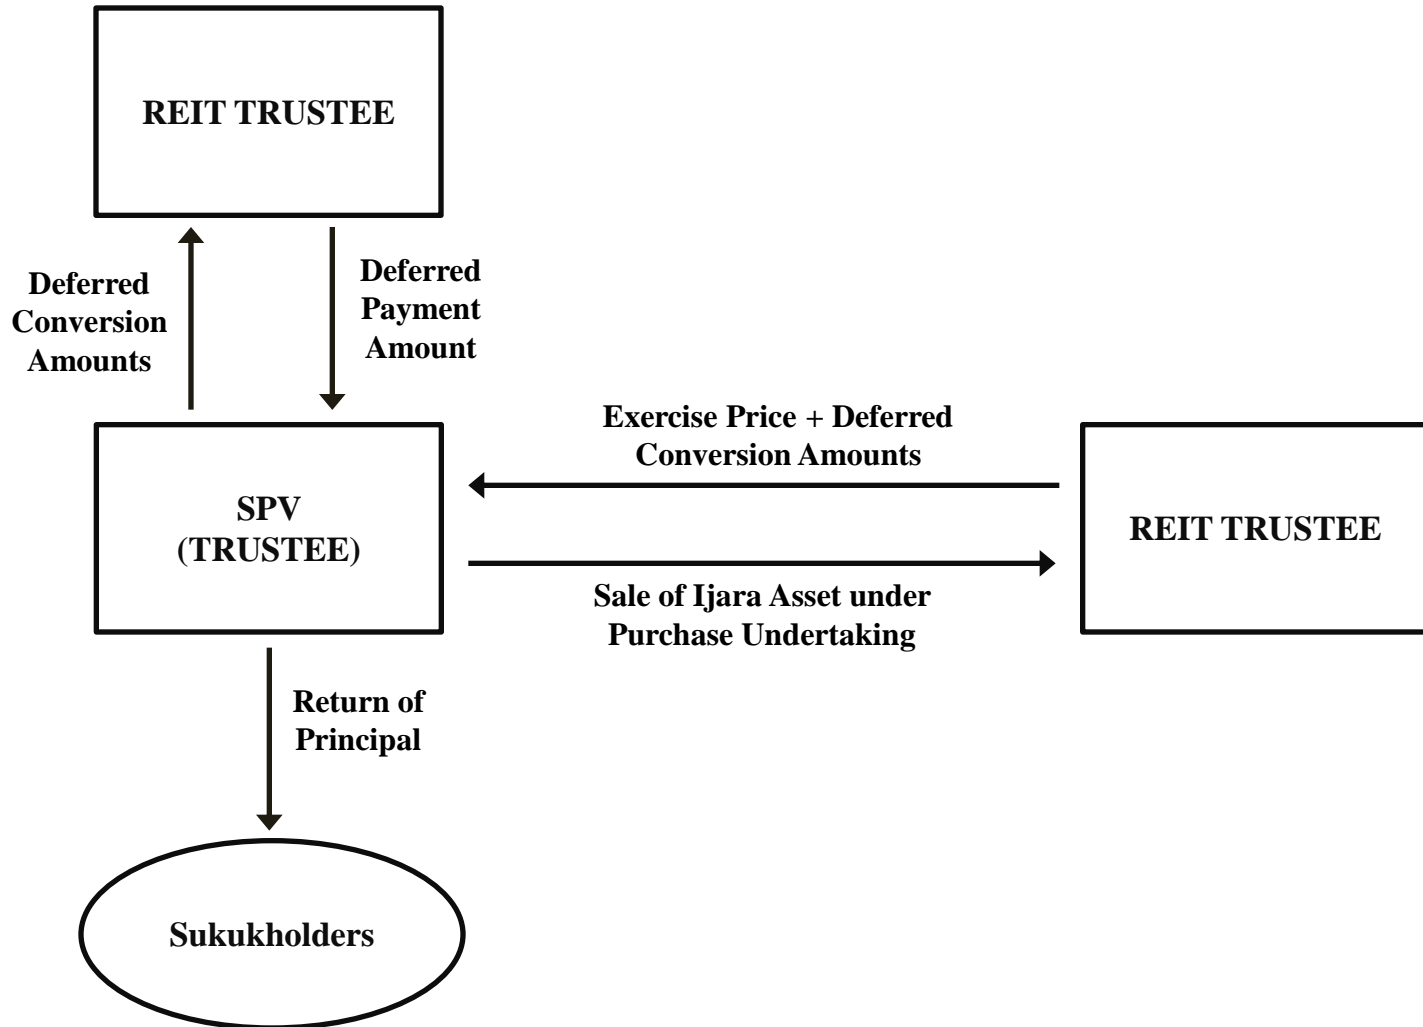 REIT TRUSTEE
Deferred
Conversion
Amounts
Deferred
Payment
Amount
Exercise Price + Deferred
Conversion Amounts
SPV
(TRUSTEE)
REIT TRUSTEE
Sale of Ijara Asset under
Purchase Undertaking
Return of
Principal
Sukukholders